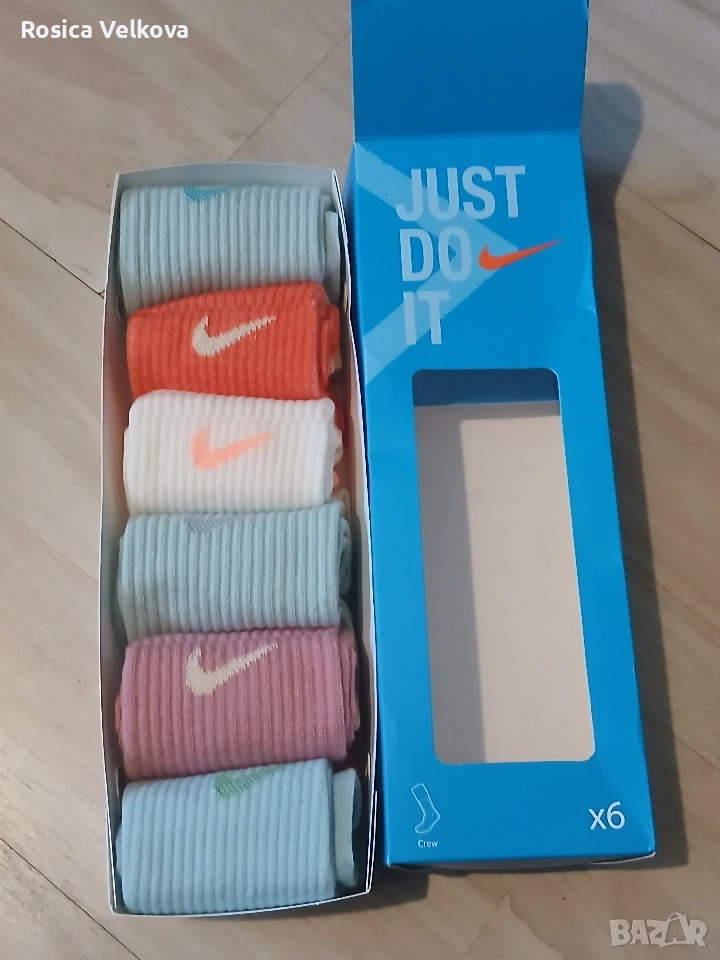 Rosica Velkova
JUST
DO
IT
Crew
x6
BAZAR